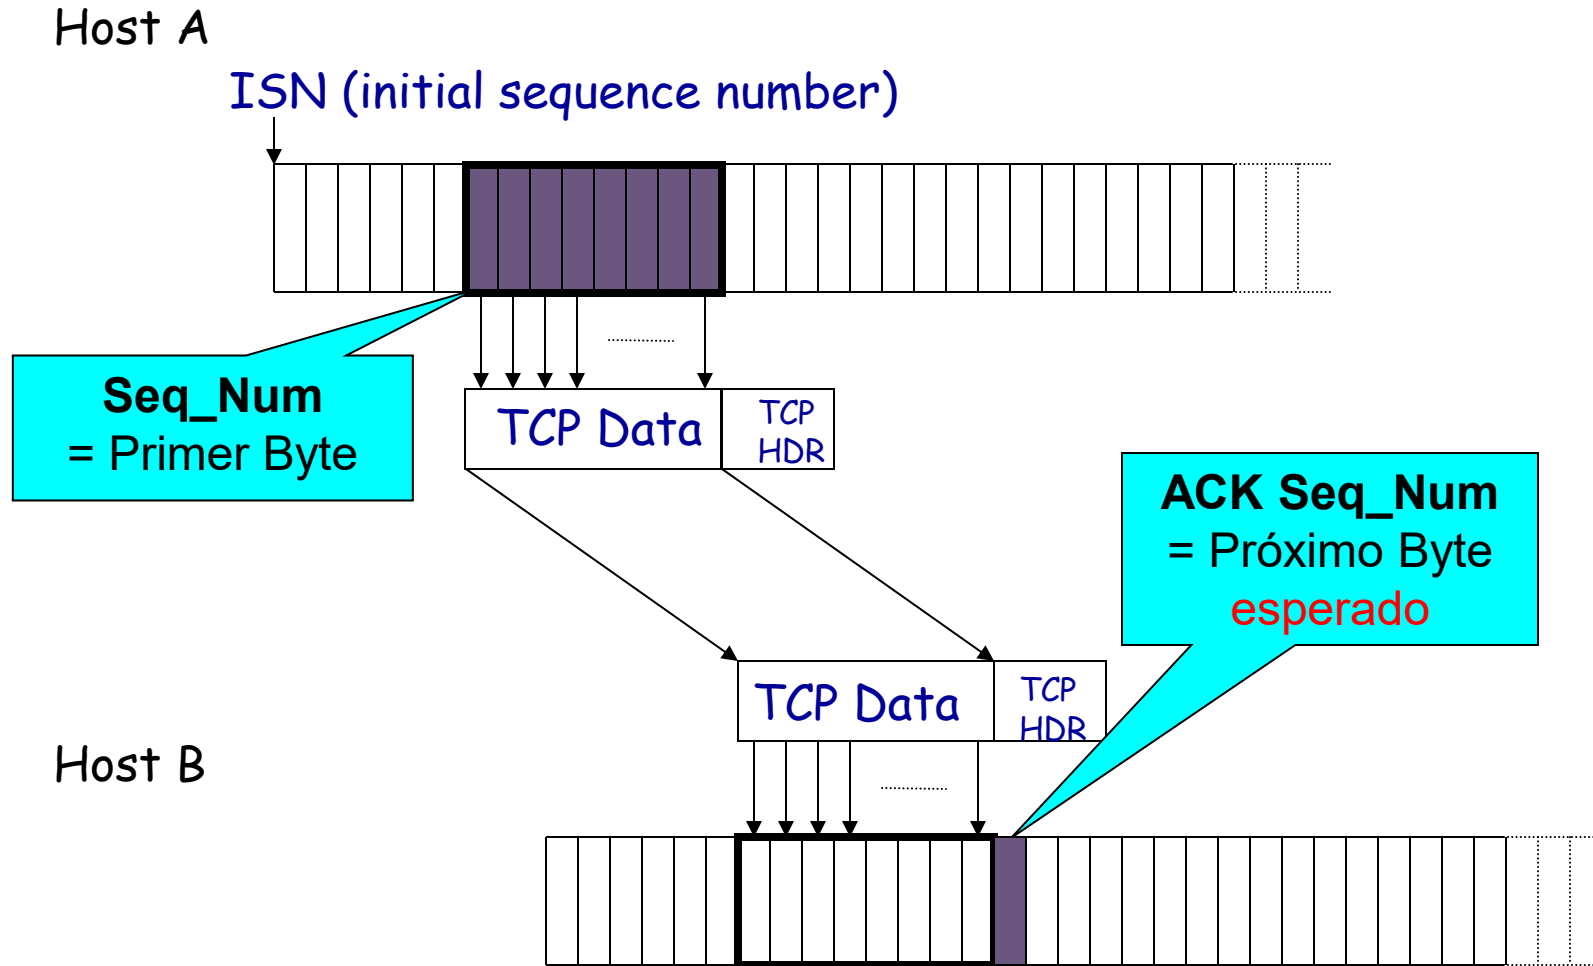 Host A
ISN (initial sequence number)
Seq_Num
= Primer Byte
TCP Data
TCP
HDR
ACK Seq_Num
= Próximo Byte
esperado
TCP Data
TCP
HDR
Host B